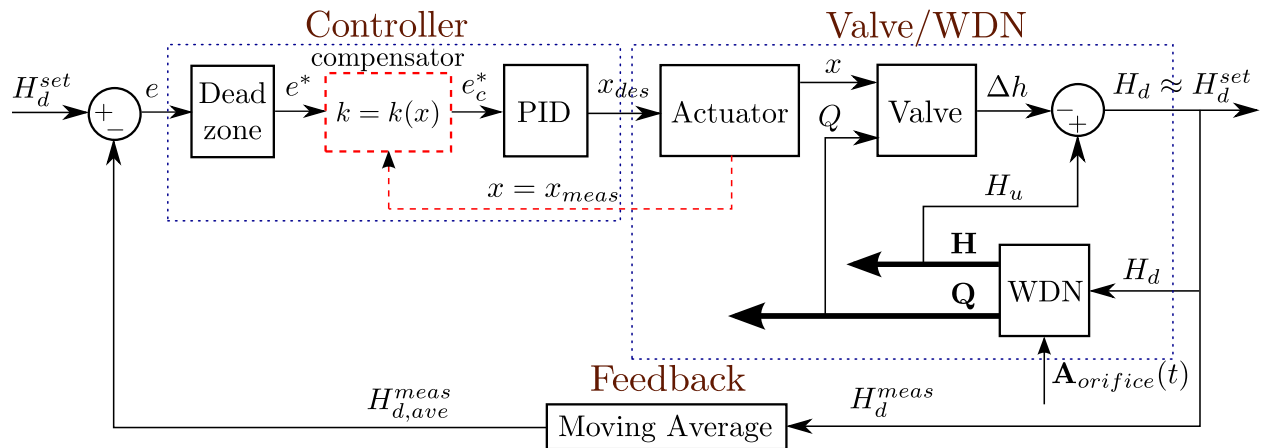 Controller
Valve/WDN
compensator
H_d^{set}
+
−
e
Dead
zone
e^*
k = k(x)
e_c^*
PID
x_{des}
Actuator
x
Q
Valve
Δh
−
+
H_d ≈ H_d^{set}
x = x_{meas}
H_u
H
Q
WDN
H_d
A_{orifice}(t)
Feedback
H_{d,ave}^{meas}
Moving Average
H_d^{meas}